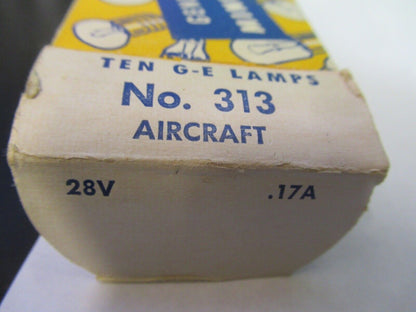 TEN G-E LAMPS
No. 313
AIRCRAFT
28V .17A